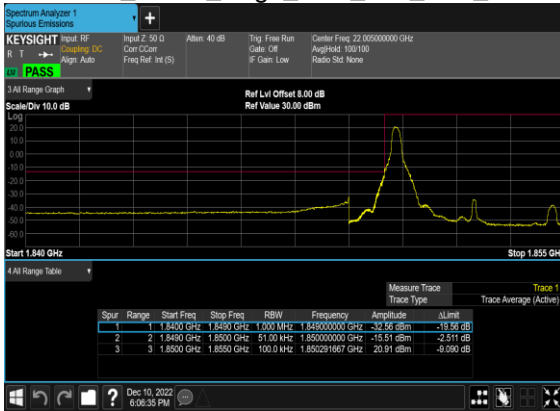 Spectrum Analyzer 1
Spurious Emissions
+
KEYSIGHT Input: RF Input Z: 50 Ω Atten: 40 dB Trig: Free Run Center Freq: 22.005000000 GHz
R T Coupling: DC Corr CCorr Gate: Off Avg|Hold: 100/100
Align: Auto Freq Ref: Int (S) IF Gain: Low Radio Std: None
PASS
3 All Range Graph
Ref Lvl Offset 8.00 dB
Scale/Div 10.0 dB Ref Value 30.00 dBm
Log
20.0
10.0
0.00
-10.0
-20.0
-30.0
-40.0
-50.0
-60.0
Start 1.840 GHz Stop 1.855 GH
4 All Range Table
Measure Trace Trace 1
Trace Type Trace Average (Active)
Spur Range Start Freq Stop Freq RBW Frequency Amplitude ΔLimit
1 1 1.8400 GHz 1.8490 GHz 1.000 MHz 1.849000000 GHz -32.56 dBm -19.56 dB
2 2 1.8490 GHz 1.8500 GHz 51.00 kHz 1.850000000 GHz -15.51 dBm -2.511 dB
3 3 1.8500 GHz 1.8550 GHz 100.0 kHz 1.850291667 GHz 20.91 dBm -9.090 dB
? Dec 10, 2022
6:06:35 PM